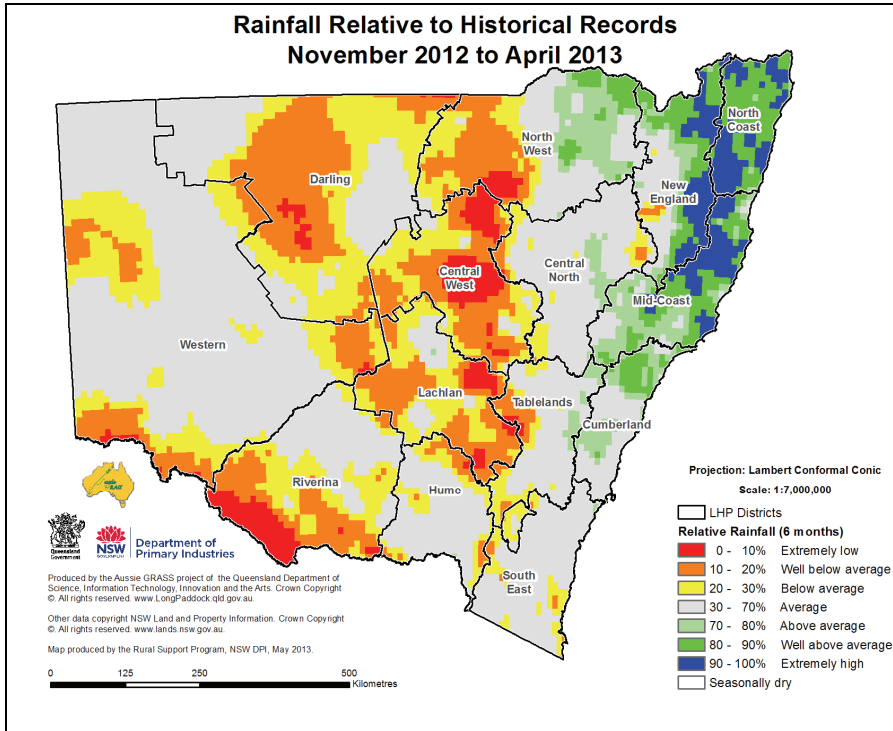 Rainfall Relative to Historical Records
November 2012 to April 2013
North
Coast
North
West
Darling
New
England
Central
North
Central
West
Mid-Coast
Western
Lachlan
Tablelands
Cumberland
Riverina
Hume
South
East
Queensland
Government
NSW
GOVERNMENT
Department of
Primary Industries
Produced by the Aussie GRASS project of the Queensland Department of
Science, Information Technology, Innovation and the Arts. Crown Copyright
©. All rights reserved. www.LongPaddock.qld.gov.au.
Other data copyright NSW Land and Property Information. Crown Copyright
©. All rights reserved. www.lands.nsw.gov.au.
Map produced by the Rural Support Program, NSW DPI, May 2013.
0 125 250 500
Kilometres
Projection: Lambert Conformal Conic
Scale: 1:7,000,000
LHP Districts
Relative Rainfall (6 months)
0 - 10% Extremely low
10 - 20% Well below average
20 - 30% Below average
30 - 70% Average
70 - 80% Above average
80 - 90% Well above average
90 - 100% Extremely high
Seasonally dry